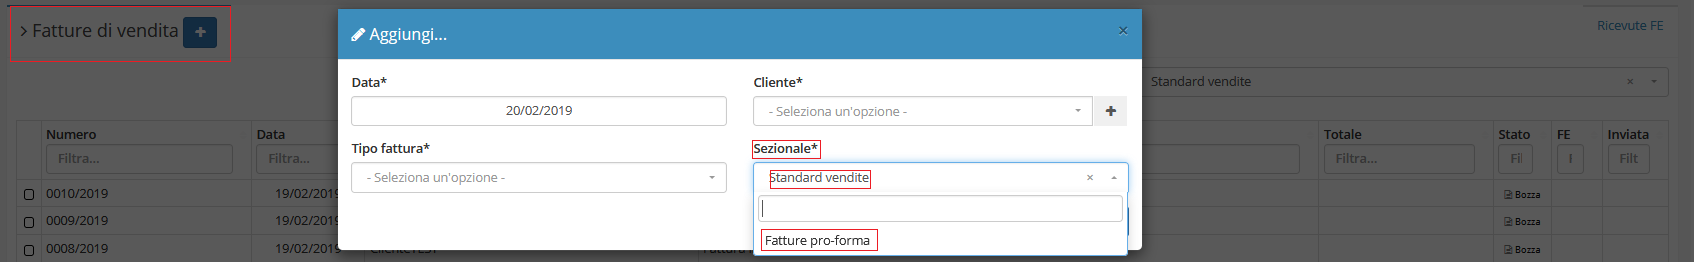 > Fatture di vendita +
Aggiungi...
×
Ricevute FE
Standard vendite ×
Data*
Cliente*
20/02/2019
- Seleziona un'opzione -
+
Tipo fattura*
Sezionale*
- Seleziona un'opzione -
Standard vendite ×
Fatture pro-forma
Numero Data Totale Stato FE Inviata
Filtra... Filtra... Filtra... Fil Filt
0010/2019 19/02/2019 Bozza
0009/2019 19/02/2019 Bozza
0008/2019 19/02/2019 Bozza